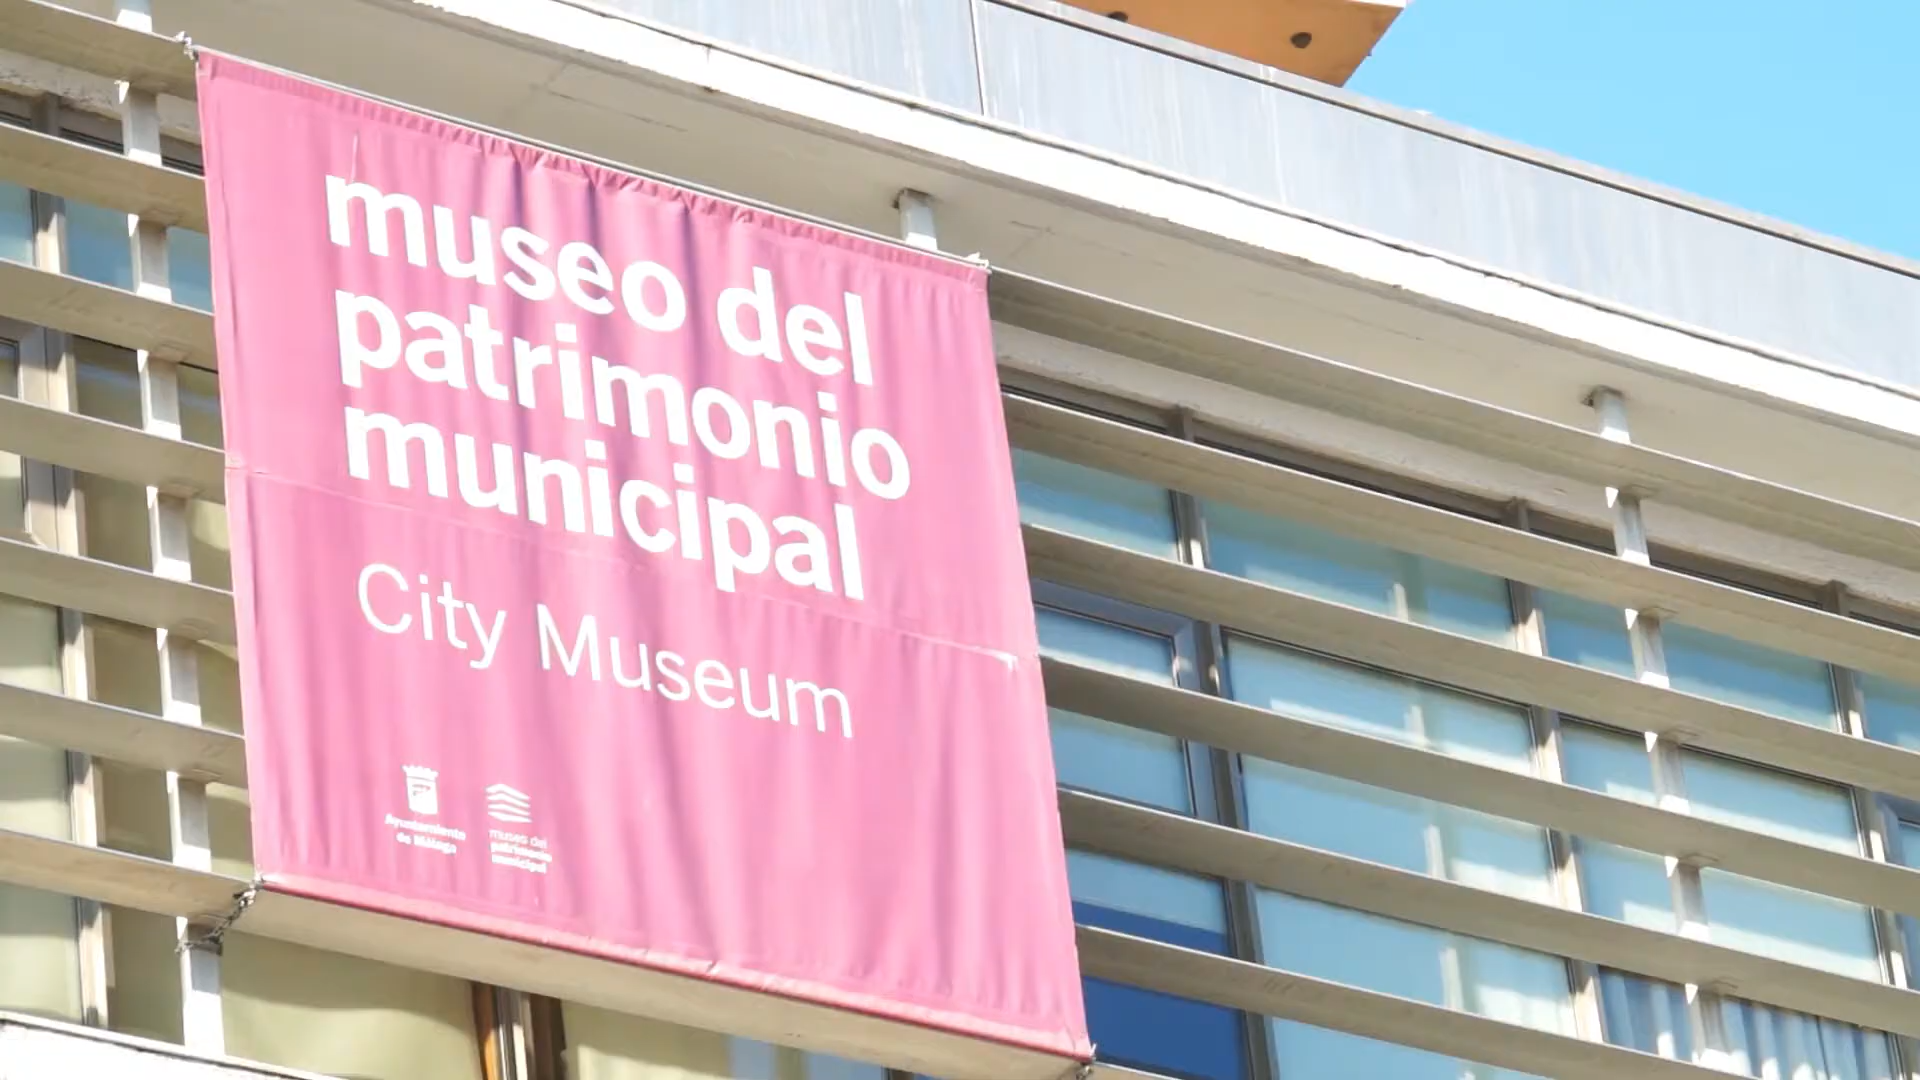 museo del
patrimonio
municipal
City Museum
Ayuntamiento
de Málaga
museo del
patrimonio
municipal